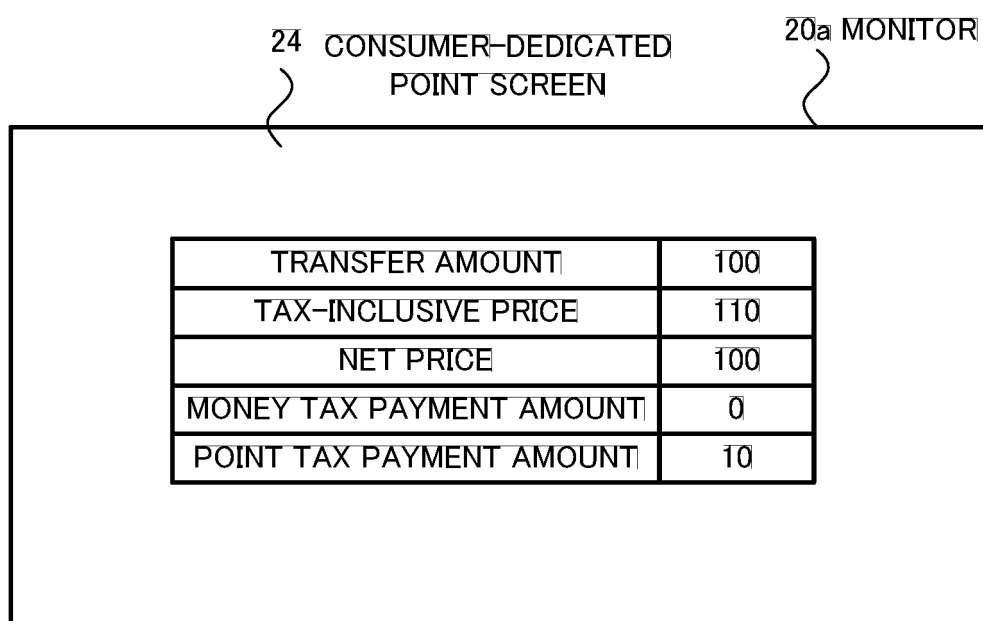 24 CONSUMER-DEDICATED
POINT SCREEN
20a MONITOR
TRANSFER AMOUNT 100
TAX-INCLUSIVE PRICE 110
NET PRICE 100
MONEY TAX PAYMENT AMOUNT 0
POINT TAX PAYMENT AMOUNT 10